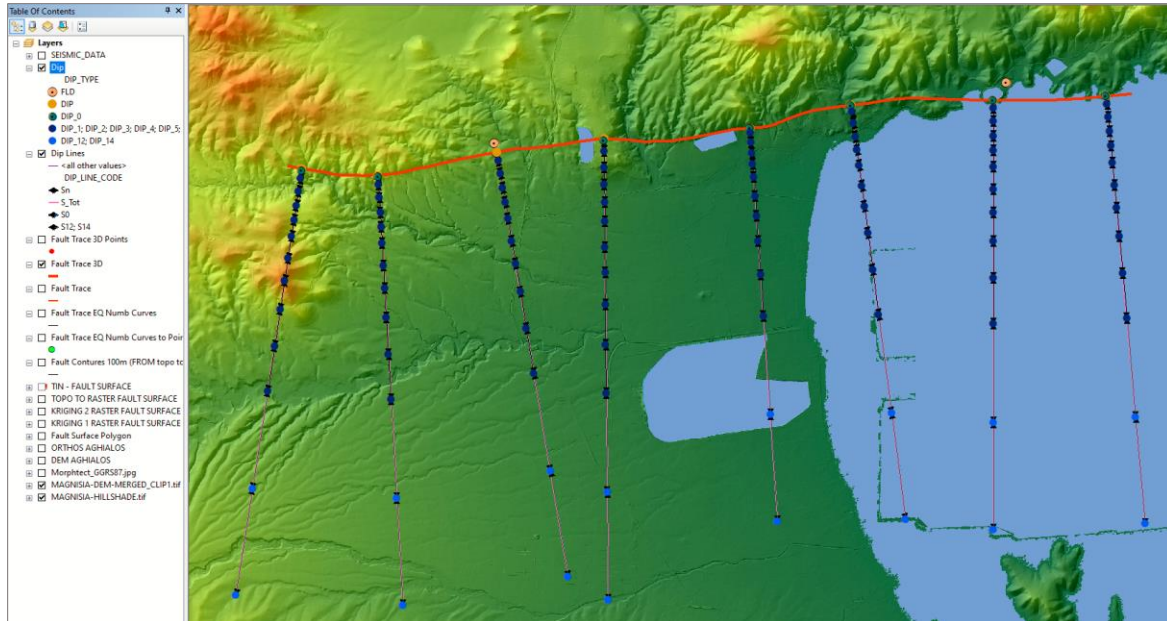 Table Of Contents
Layers
SEISMIC_DATA
Dip
DIP_TYPE
FLD
DIP
DIP_0
DIP_1; DIP_2; DIP_3; DIP_4; DIP_5;
DIP_12; DIP_14
Dip Lines
<all other values>
DIP_LINE_CODE
Sn
S_Tot
S0
S12; S14
Fault Trace 3D Points
Fault Trace 3D
Fault Trace
Fault Trace EQ Numb Curves
Fault Trace EQ Numb Curves to Poin
Fault Contures 100m (FROM topo to
TIN - FAULT SURFACE
TOPO TO RASTER FAULT SURFACE
KRIGING 2 RASTER FAULT SURFACE
KRIGING 1 RASTER FAULT SURFACE
Fault Surface Polygon
ORTHOS AGHIALOS
DEM AGHIALOS
Morphtect_GGRS87.jpg
MAGNISIA-DEM-MERGED_CLIP1.tif
MAGNISIA-HILLSHADE.tif